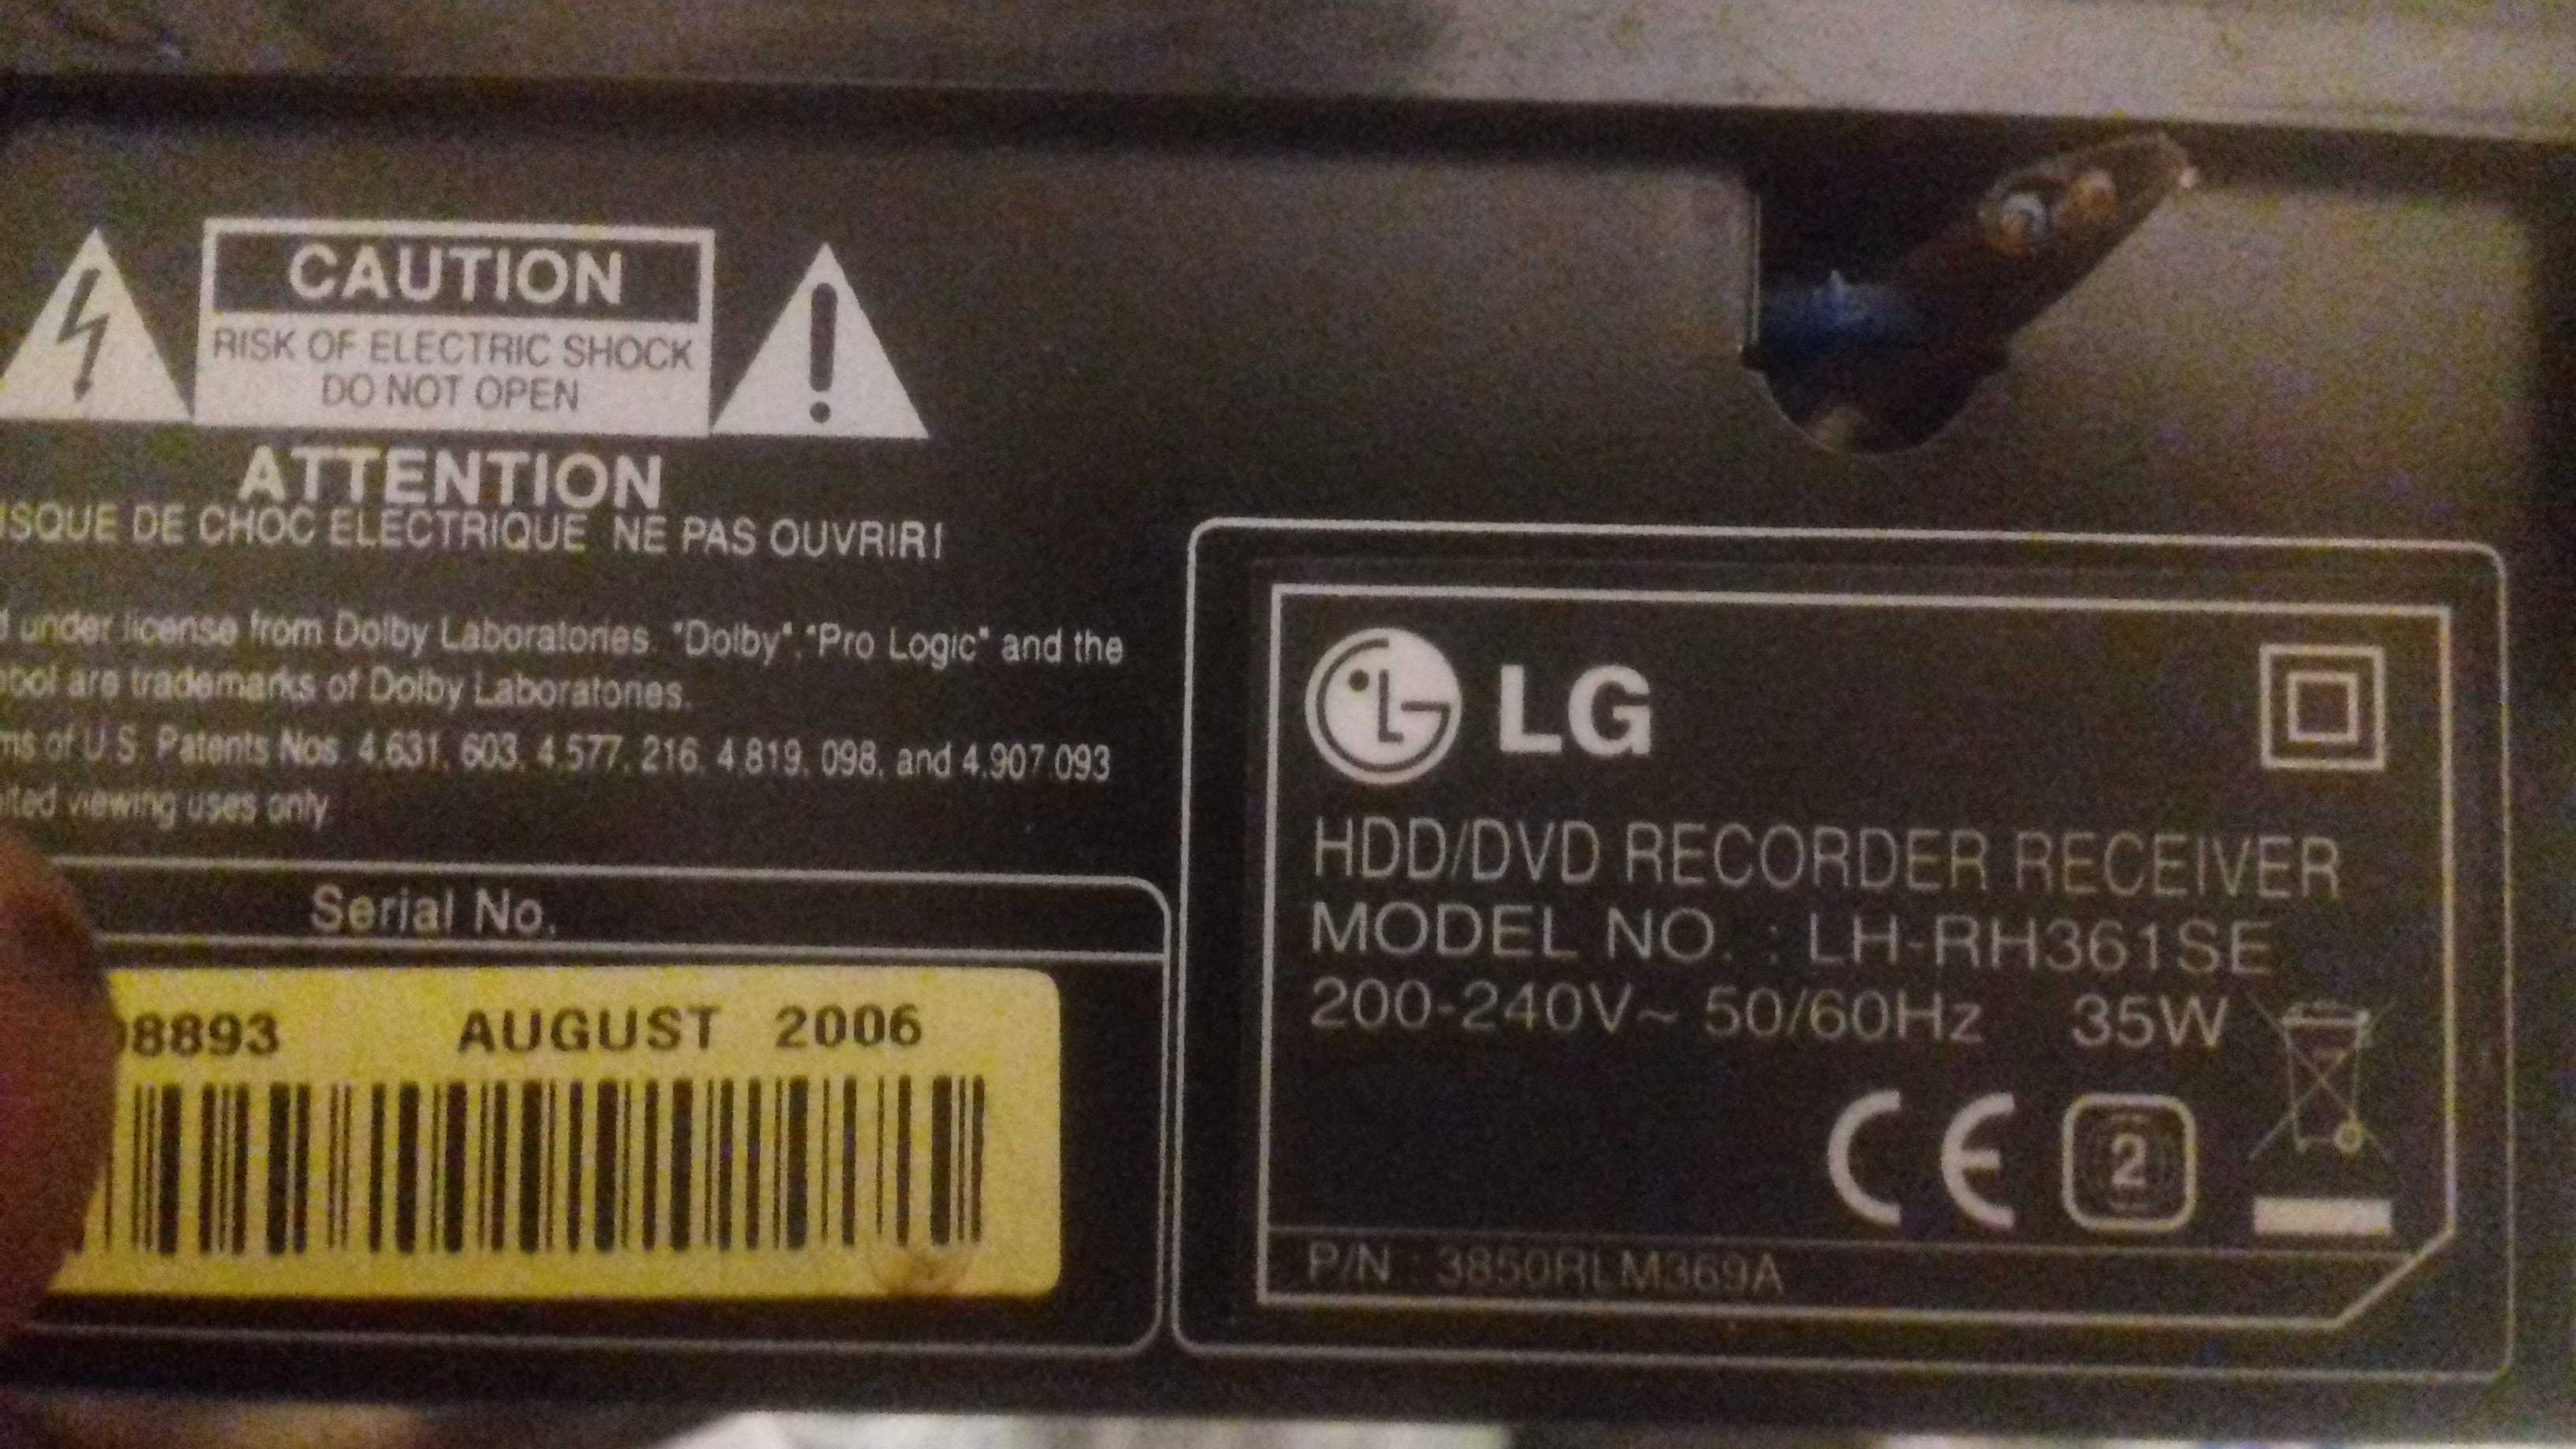 CAUTION
RISK OF ELECTRIC SHOCK
DO NOT OPEN
ATTENTION
ISQUE DE CHOC ELECTRIQUE NE PAS OUVRIR!
d under license from Dolby Laboratories. "Dolby", "Pro Logic" and the
bol are trademarks of Dolby Laboratories.
ms of U.S. Patents Nos. 4,631, 603, 4,577, 216, 4,819, 098, and 4,907,093
ited viewing uses only
Serial No.
08893 AUGUST 2006
LG
HDD/DVD RECORDER RECEIVER
MODEL NO. : LH-RH361SE
200-240V~ 50/60Hz 35W
CE 2
P/N : 3850RLM369A